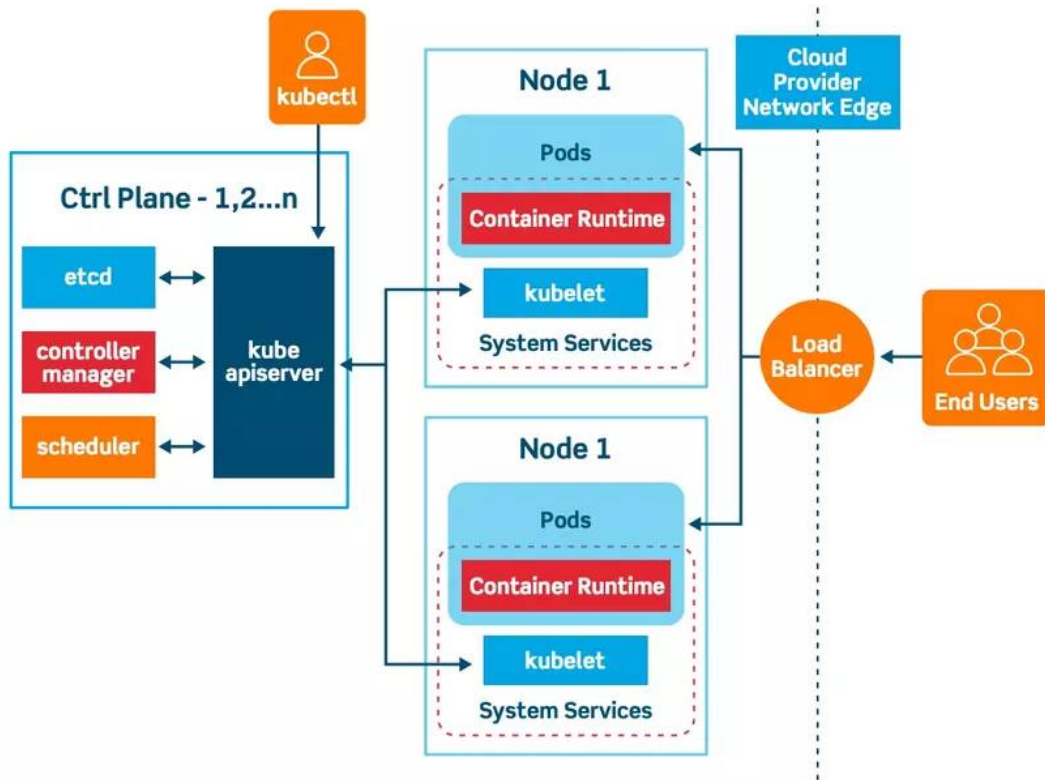 kubectl
Ctrl Plane - 1,2...n
etcd
controller
manager
scheduler
kube
apiserver
Node 1
Pods
Container Runtime
kubelet
System Services
Node 1
Pods
Container Runtime
kubelet
System Services
Cloud
Provider
Network Edge
Load
Balancer
End Users